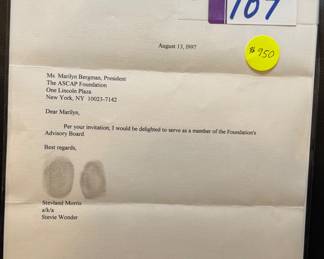 107
$950
August 13, 1997
Ms. Marilyn Bergman, President
The ASCAP Foundation
One Lincoln Plaza
New York, NY 10023-7142
Dear Marilyn,
Per your invitation, I would be delighted to serve as a member of the Foundation's
Advisory Board.
Best regards,
Stevland Morris
a/k/a
Stevie Wonder